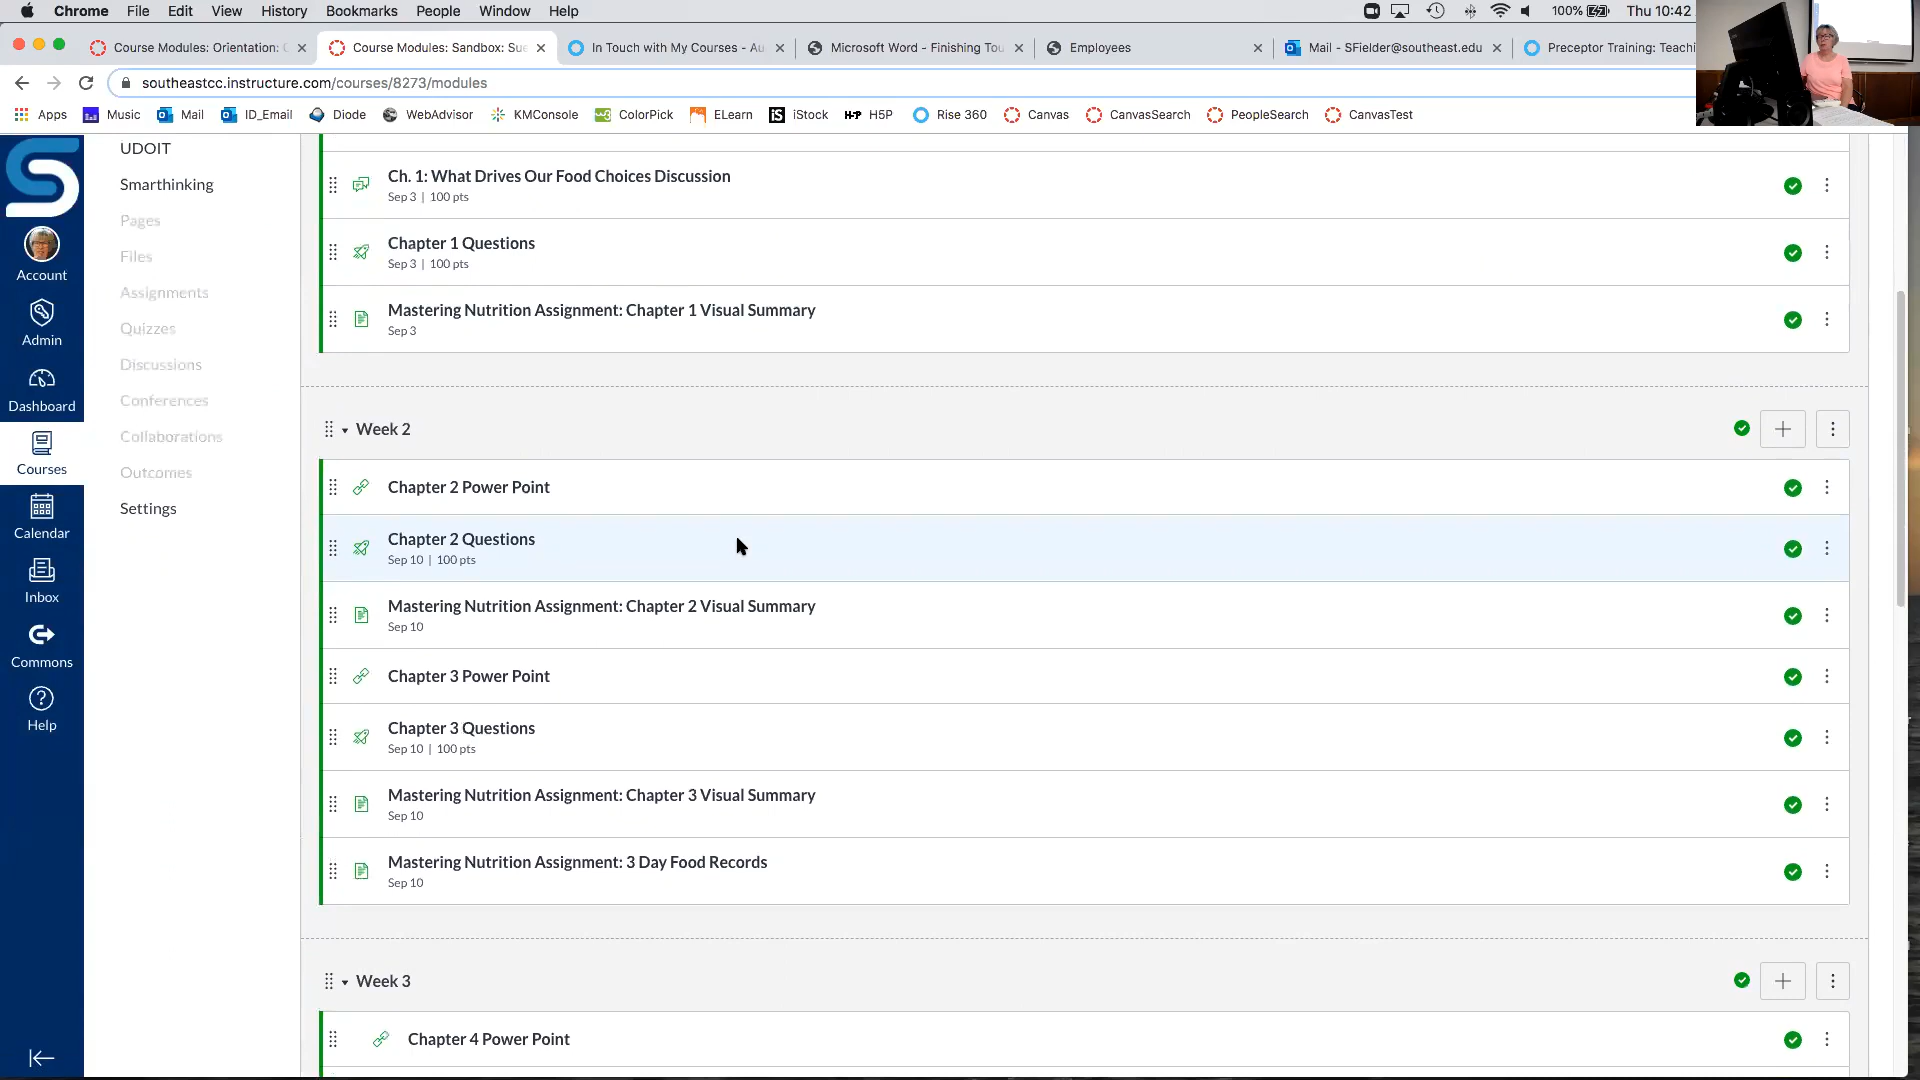 Chrome File Edit View History Bookmarks People Window Help 100% Thu 10:42
Course Modules: Orientation: Course Modules: Sandbox: Sue In Touch with My Courses - Au Microsoft Word - Finishing Tou Employees Mail - SFielder@southeast.edu Preceptor Training: Teachi
southeastcc.instructure.com/courses/8273/modules
Apps Music Mail ID_Email Diode WebAdvisor KMConsole ColorPick ELearn iS iStock H-P H5P Rise 360 Canvas CanvasSearch PeopleSearch CanvasTest
Account
Admin
Dashboard
Courses
Calendar
Inbox
Commons
Help
UDOIT
Smarthinking
Pages
Files
Assignments
Quizzes
Discussions
Conferences
Collaborations
Outcomes
Settings
Ch. 1: What Drives Our Food Choices Discussion
Sep 3 | 100 pts
Chapter 1 Questions
Sep 3 | 100 pts
Mastering Nutrition Assignment: Chapter 1 Visual Summary
Sep 3
Week 2
Chapter 2 Power Point
Chapter 2 Questions
Sep 10 | 100 pts
Mastering Nutrition Assignment: Chapter 2 Visual Summary
Sep 10
Chapter 3 Power Point
Chapter 3 Questions
Sep 10 | 100 pts
Mastering Nutrition Assignment: Chapter 3 Visual Summary
Sep 10
Mastering Nutrition Assignment: 3 Day Food Records
Sep 10
Week 3
Chapter 4 Power Point